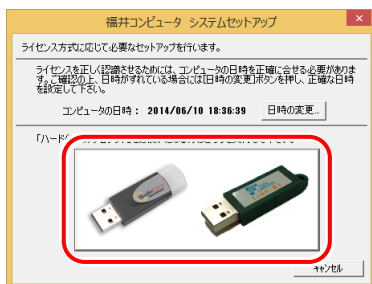 福井コンピュータ システムセットアップ
ライセンス方式に応じて必要なセットアップを行います。
ライセンスを正しく認識させるためには、コンピュータの日時を正確に合せる必要がありま
す。ご確認の上、日時がずれている場合には[日時の変更]ボタンを押し、正確な日時
を設定して下さい。
コンピュータの日時： 2014/06/10 18:36:39 日時の変更...
「ハード
キャンセル